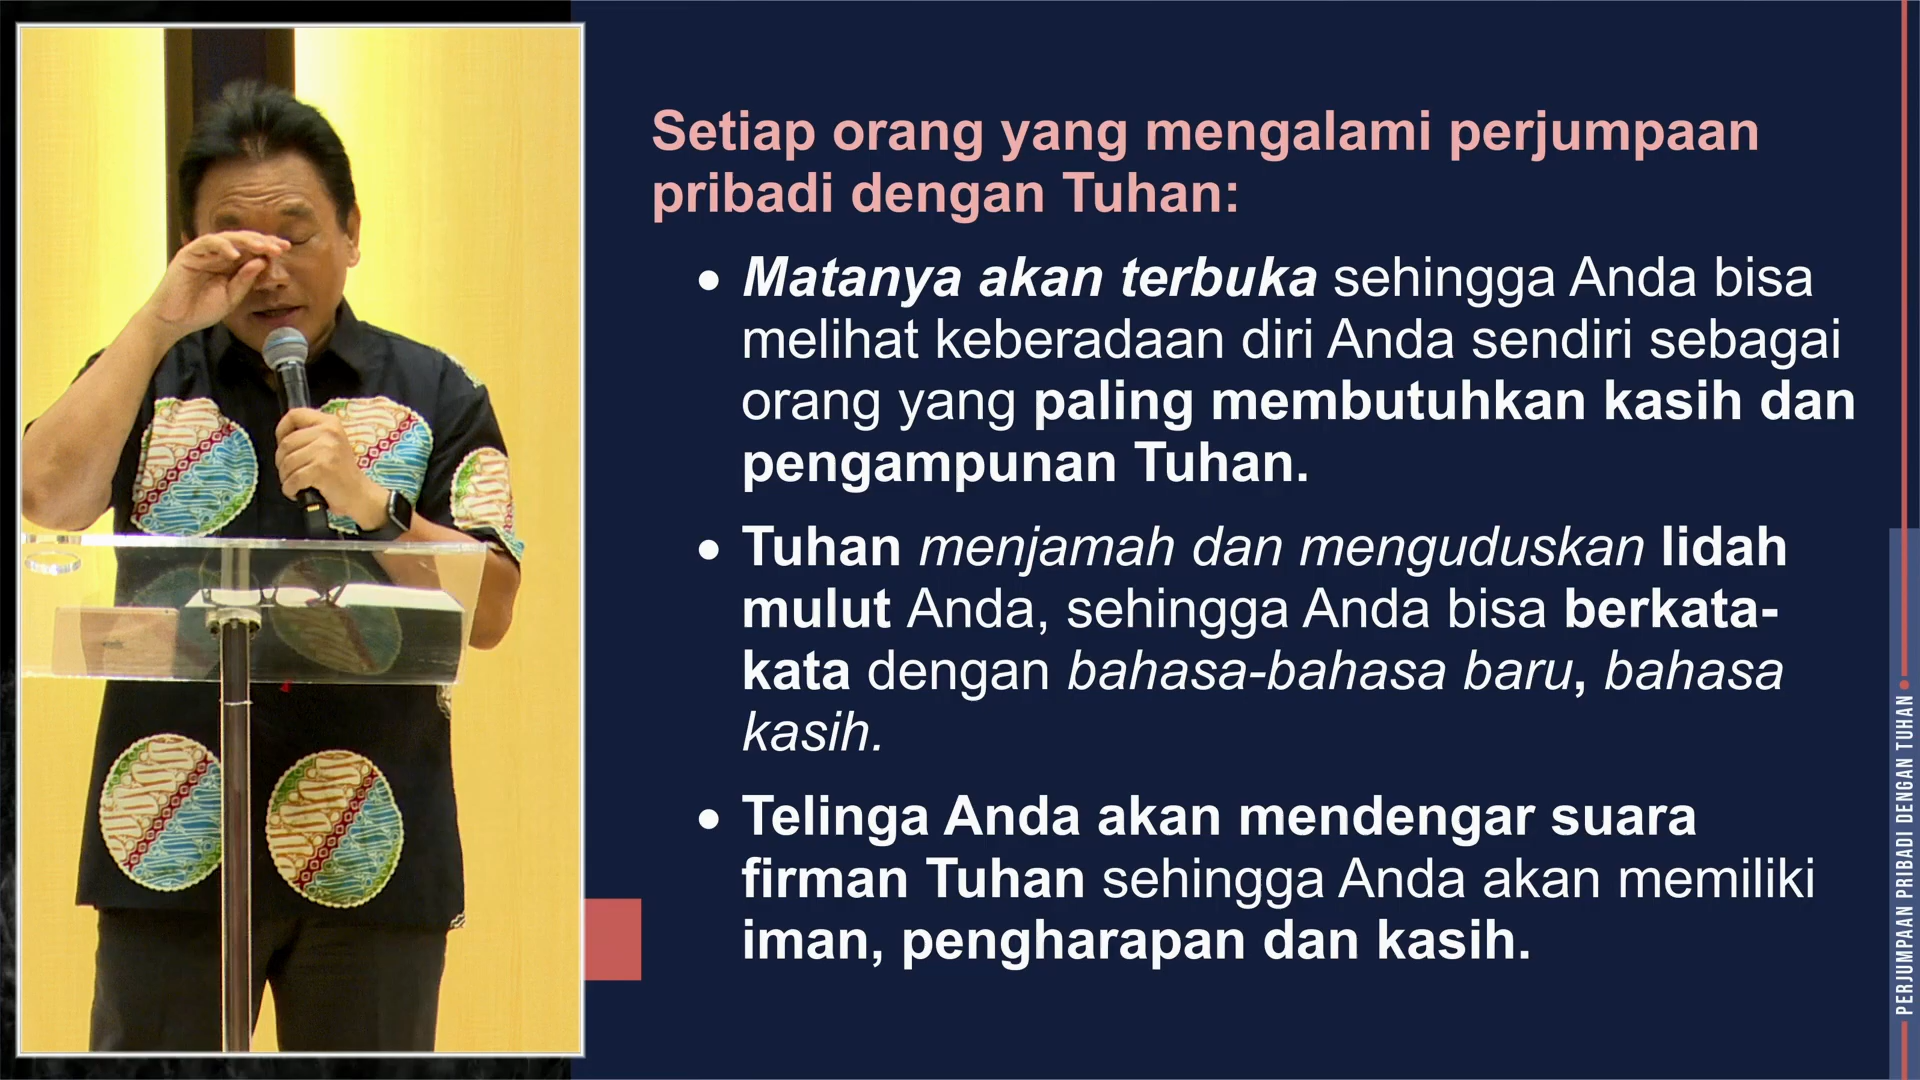 Setiap orang yang mengalami perjumpaan
pribadi dengan Tuhan:
• Matanya akan terbuka sehingga Anda bisa
melihat keberadaan diri Anda sendiri sebagai
orang yang paling membutuhkan kasih dan
pengampunan Tuhan.
• Tuhan menjamah dan menguduskan lidah
mulut Anda, sehingga Anda bisa berkata-
kata dengan bahasa-bahasa baru, bahasa
kasih.
• Telinga Anda akan mendengar suara
firman Tuhan sehingga Anda akan memiliki
iman, pengharapan dan kasih.
PERJUMPAAN PRIBADI DENGAN TUHAN